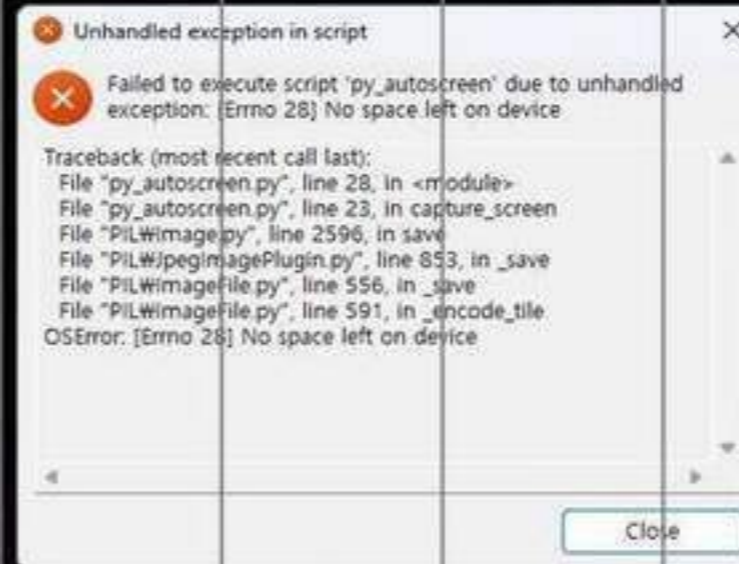 Unhandled exception in script
Failed to execute script 'py_autoscreen' due to unhandled
exception: [Errno 28] No space left on device
Traceback (most recent call last):
File "py_autoscreen.py", line 28, in <module>
File "py_autoscreen.py", line 23, in capture_screen
File "PIL₩Image.py", line 2596, in save
File "PIL₩JpegImagePlugin.py", line 853, in _save
File "PIL₩ImageFile.py", line 556, in _save
File "PIL₩ImageFile.py", line 591, in _encode_tile
OSError: [Errno 28] No space left on device
Close